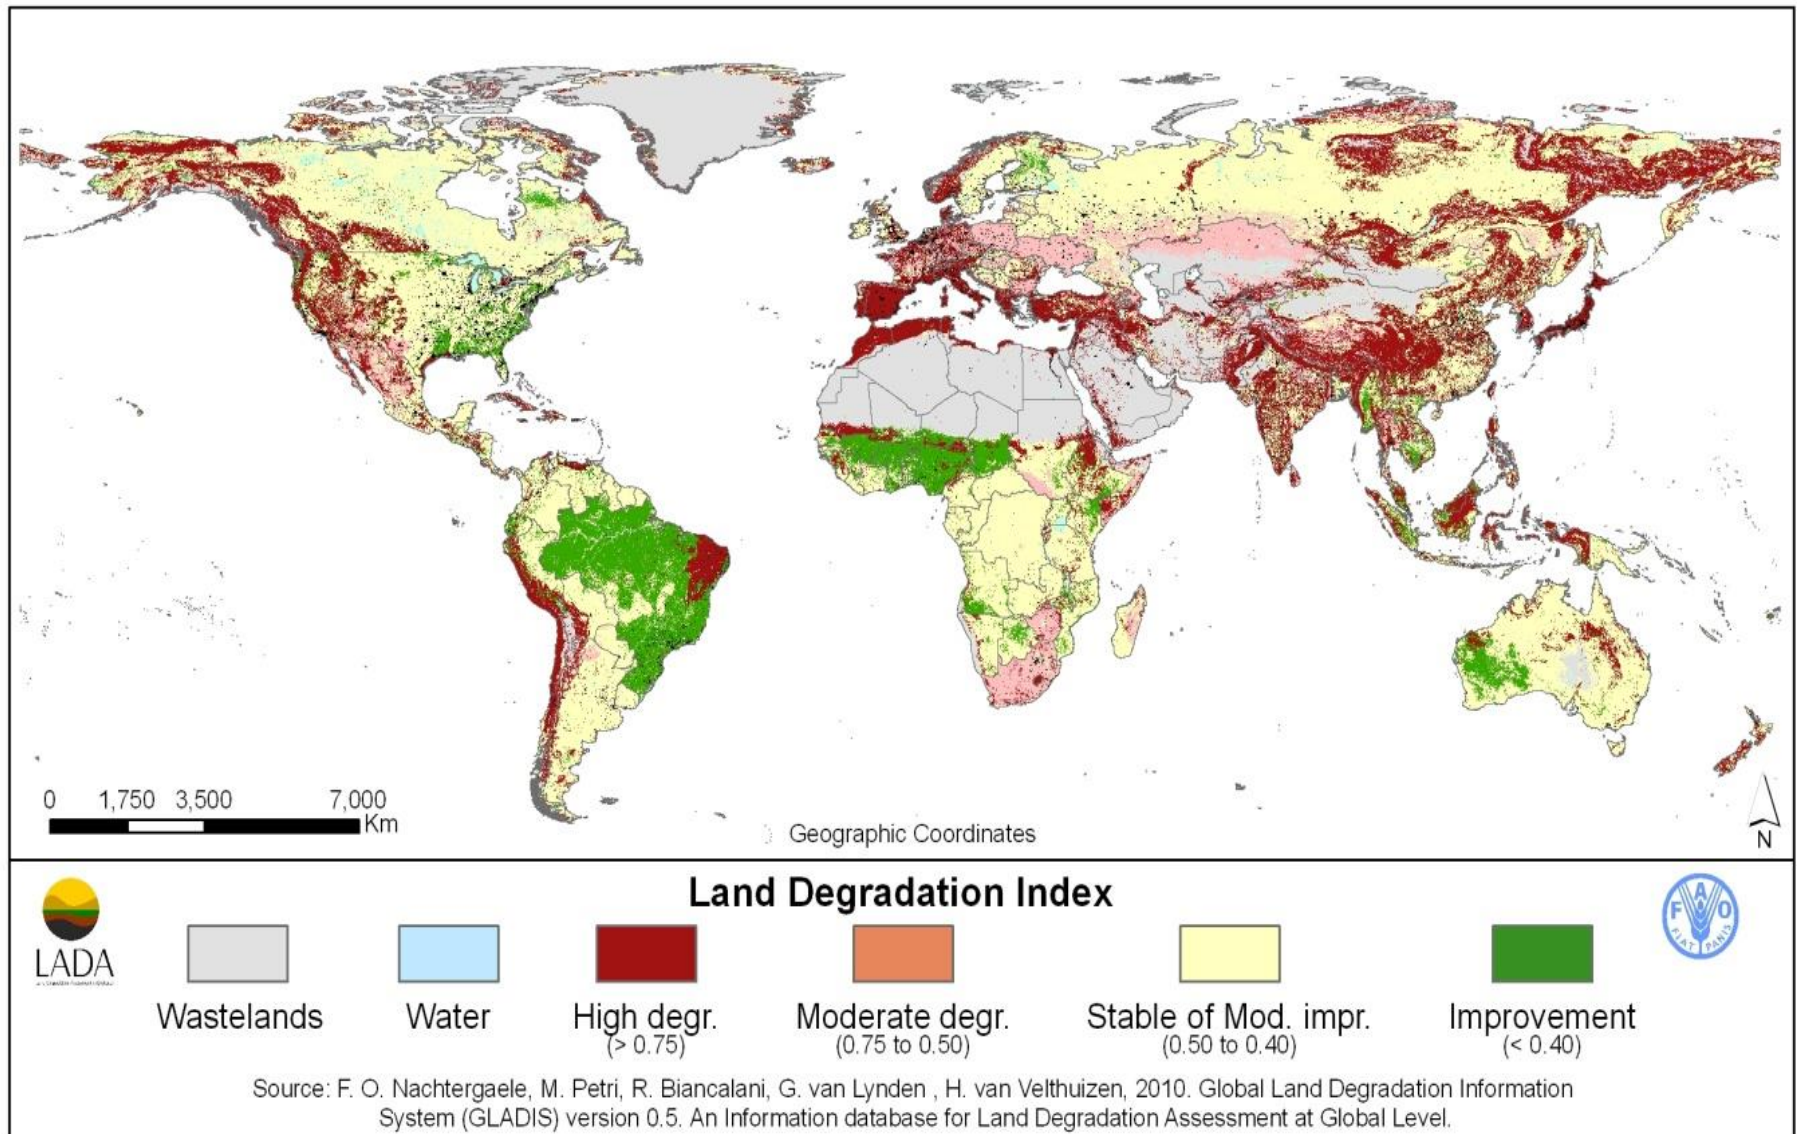 0 1,750 3,500 7,000
Km
Geographic Coordinates
N
Land Degradation Index
LADA
FAO
FIAT PANIS
Wastelands
Water
High degr.
(> 0.75)
Moderate degr.
(0.75 to 0.50)
Stable of Mod. impr.
(0.50 to 0.40)
Improvement
(< 0.40)
Source: F. O. Nachtergaele, M. Petri, R. Biancalani, G. van Lynden , H. van Velthuizen, 2010. Global Land Degradation Information
System (GLADIS) version 0.5. An Information database for Land Degradation Assessment at Global Level.